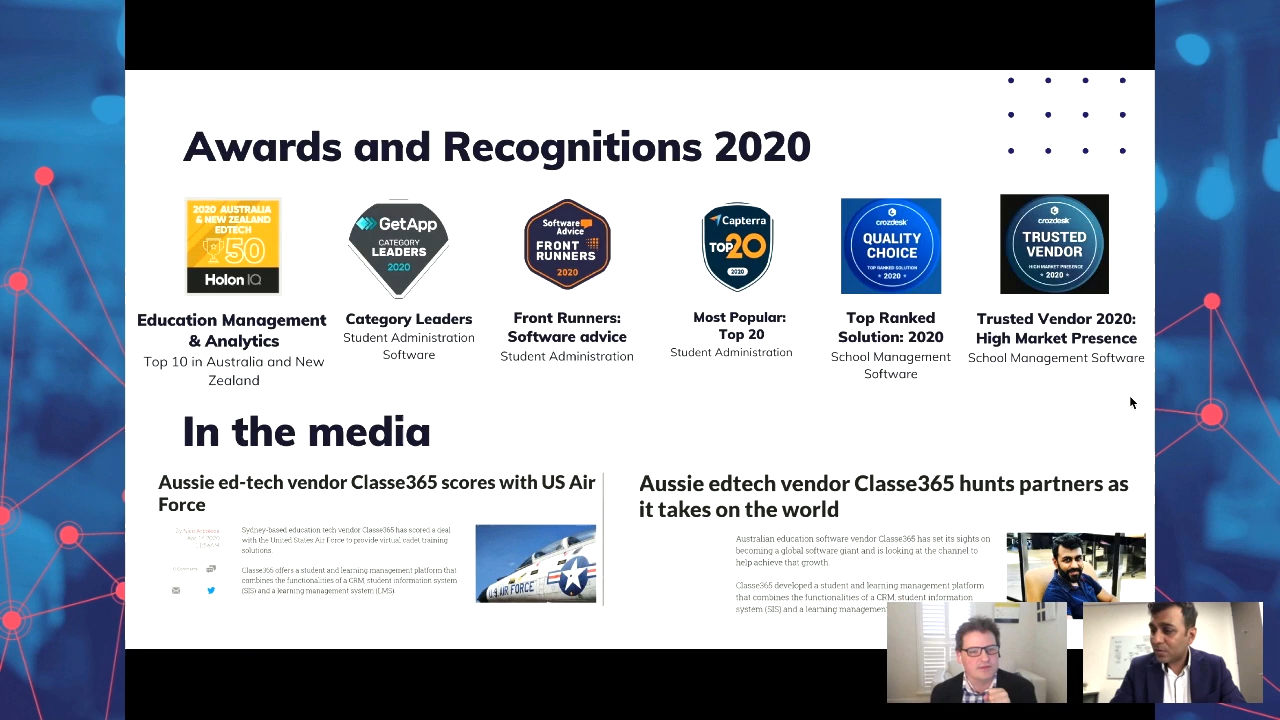 Awards and Recognitions 2020
2020 AUSTRALIA
& NEW ZEALAND
EDTECH
50
Holon IQ
GetApp
CATEGORY
LEADERS
2020
Software
Advice
FRONT
RUNNERS
2020
Capterra
TOP 20
2020
crozdesk
QUALITY
CHOICE
TOP RANKED SOLUTION
2020
crozdesk
TRUSTED
VENDOR
HIGH MARKET PRESENCE
2020
Education Management
& Analytics
Top 10 in Australia and New
Zealand
Category Leaders
Student Administration
Software
Front Runners:
Software advice
Student Administration
Most Popular:
Top 20
Student Administration
Top Ranked
Solution: 2020
School Management
Software
Trusted Vendor 2020:
High Market Presence
School Management Software
In the media
Aussie ed-tech vendor Classe365 scores with US Air
Force
Sydney-based education tech vendor Classe365 has scored a deal
with the United States Air Force to provide virtual cadet training
solutions.
Classe365 offers a student and learning management platform that
combines the functionalities of a CRM, student information system
(SIS) and a learning management system (LMS)
U.S. AIR FORCE
Aussie edtech vendor Classe365 hunts partners as
it takes on the world
Australian education software vendor Classe365 has set its sights on
becoming a global software giant and is looking at the channel to
help achieve that growth.
Classe365 developed a student and learning management platform
that combines the functionalities of a CRM, student information
system (SIS) and a learning management